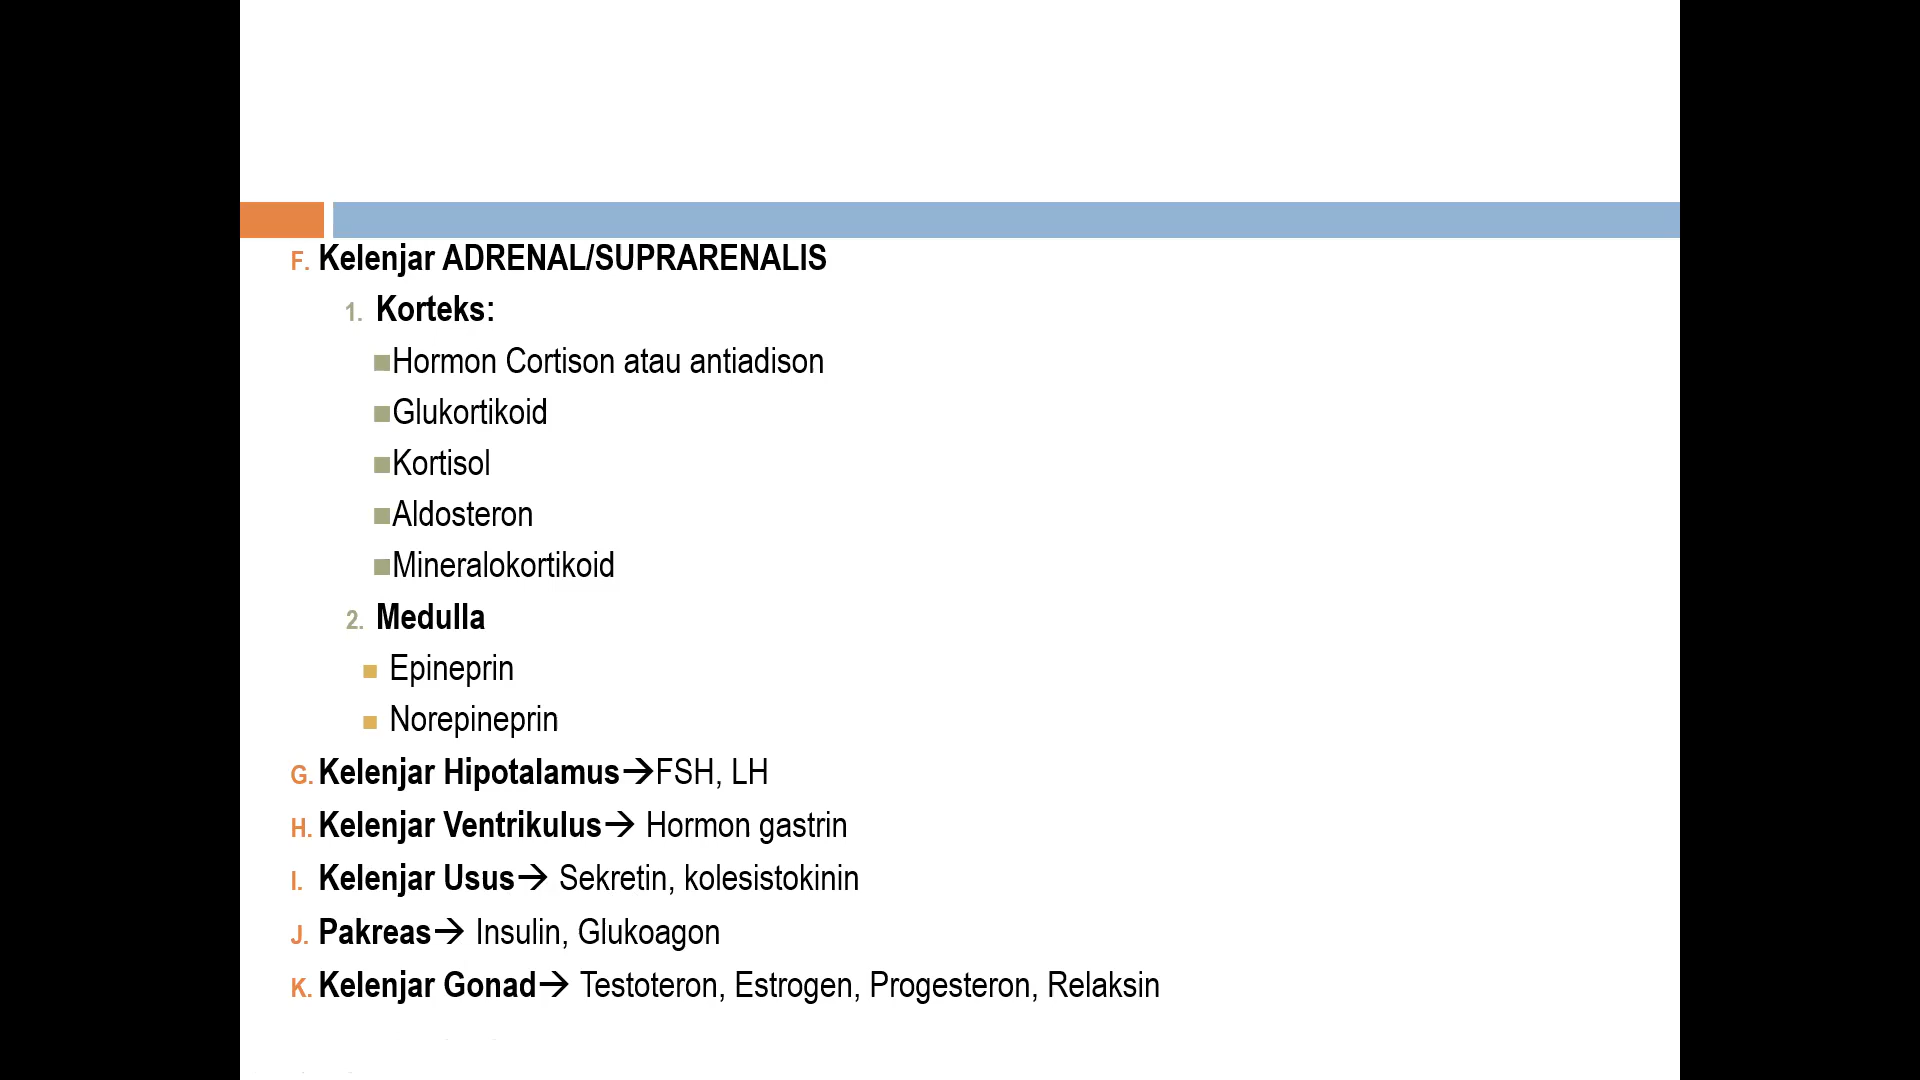 F. Kelenjar ADRENAL/SUPRARENALIS
1. Korteks:
■Hormon Cortison atau antiadison
■Glukortikoid
■Kortisol
■Aldosteron
■Mineralokortikoid
2. Medulla
■ Epineprin
■ Norepineprin
G. Kelenjar Hipotalamus→FSH, LH
H. Kelenjar Ventrikulus→ Hormon gastrin
I. Kelenjar Usus→ Sekretin, kolesistokinin
J. Pakreas→ Insulin, Glukoagon
K. Kelenjar Gonad→ Testoteron, Estrogen, Progesteron, Relaksin